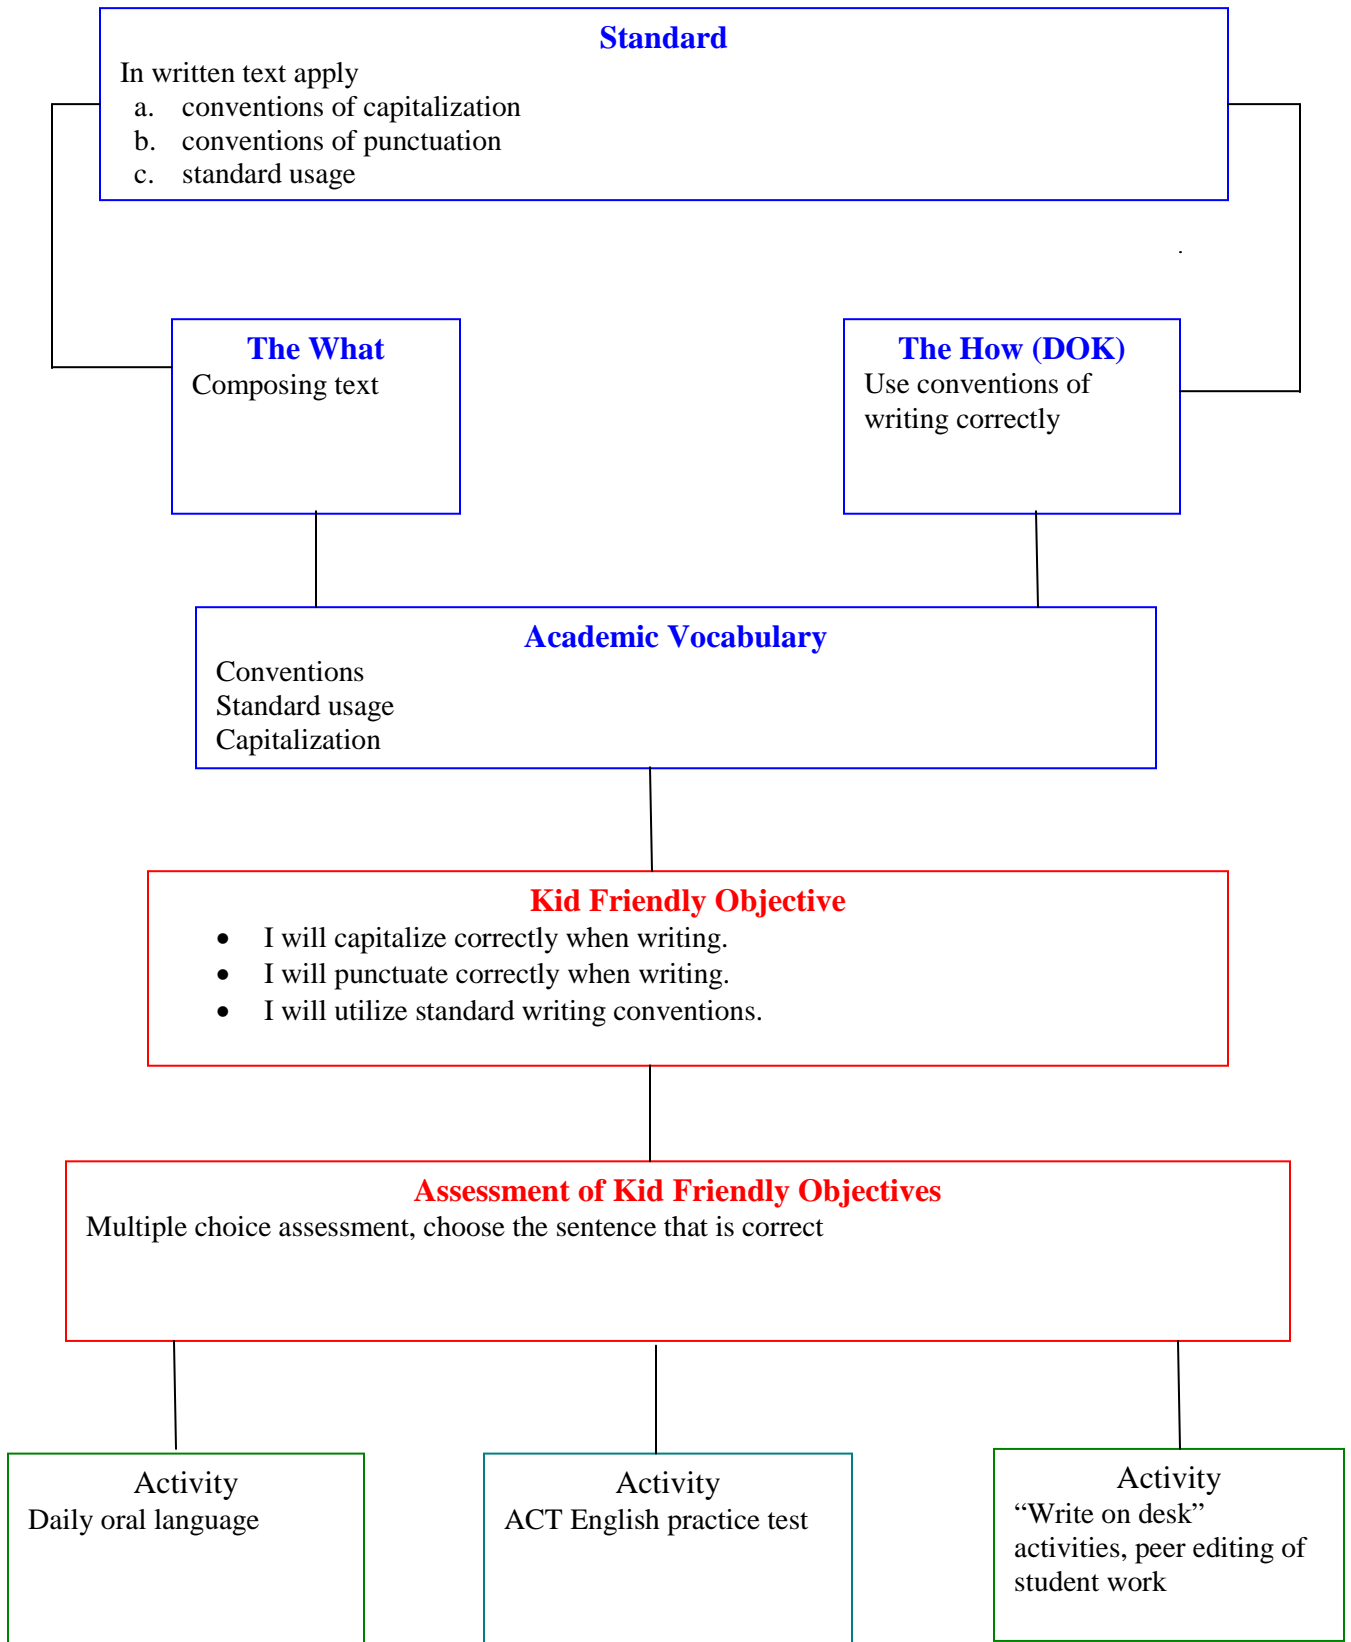 Standard
In written text apply
a. conventions of capitalization
b. conventions of punctuation
c. standard usage
.
The What
Composing text
The How (DOK)
Use conventions of
writing correctly
Academic Vocabulary
Conventions
Standard usage
Capitalization
Kid Friendly Objective
• I will capitalize correctly when writing.
• I will punctuate correctly when writing.
• I will utilize standard writing conventions.
Assessment of Kid Friendly Objectives
Multiple choice assessment, choose the sentence that is correct
Activity
Daily oral language
Activity
ACT English practice test
Activity
“Write on desk”
activities, peer editing of
student work